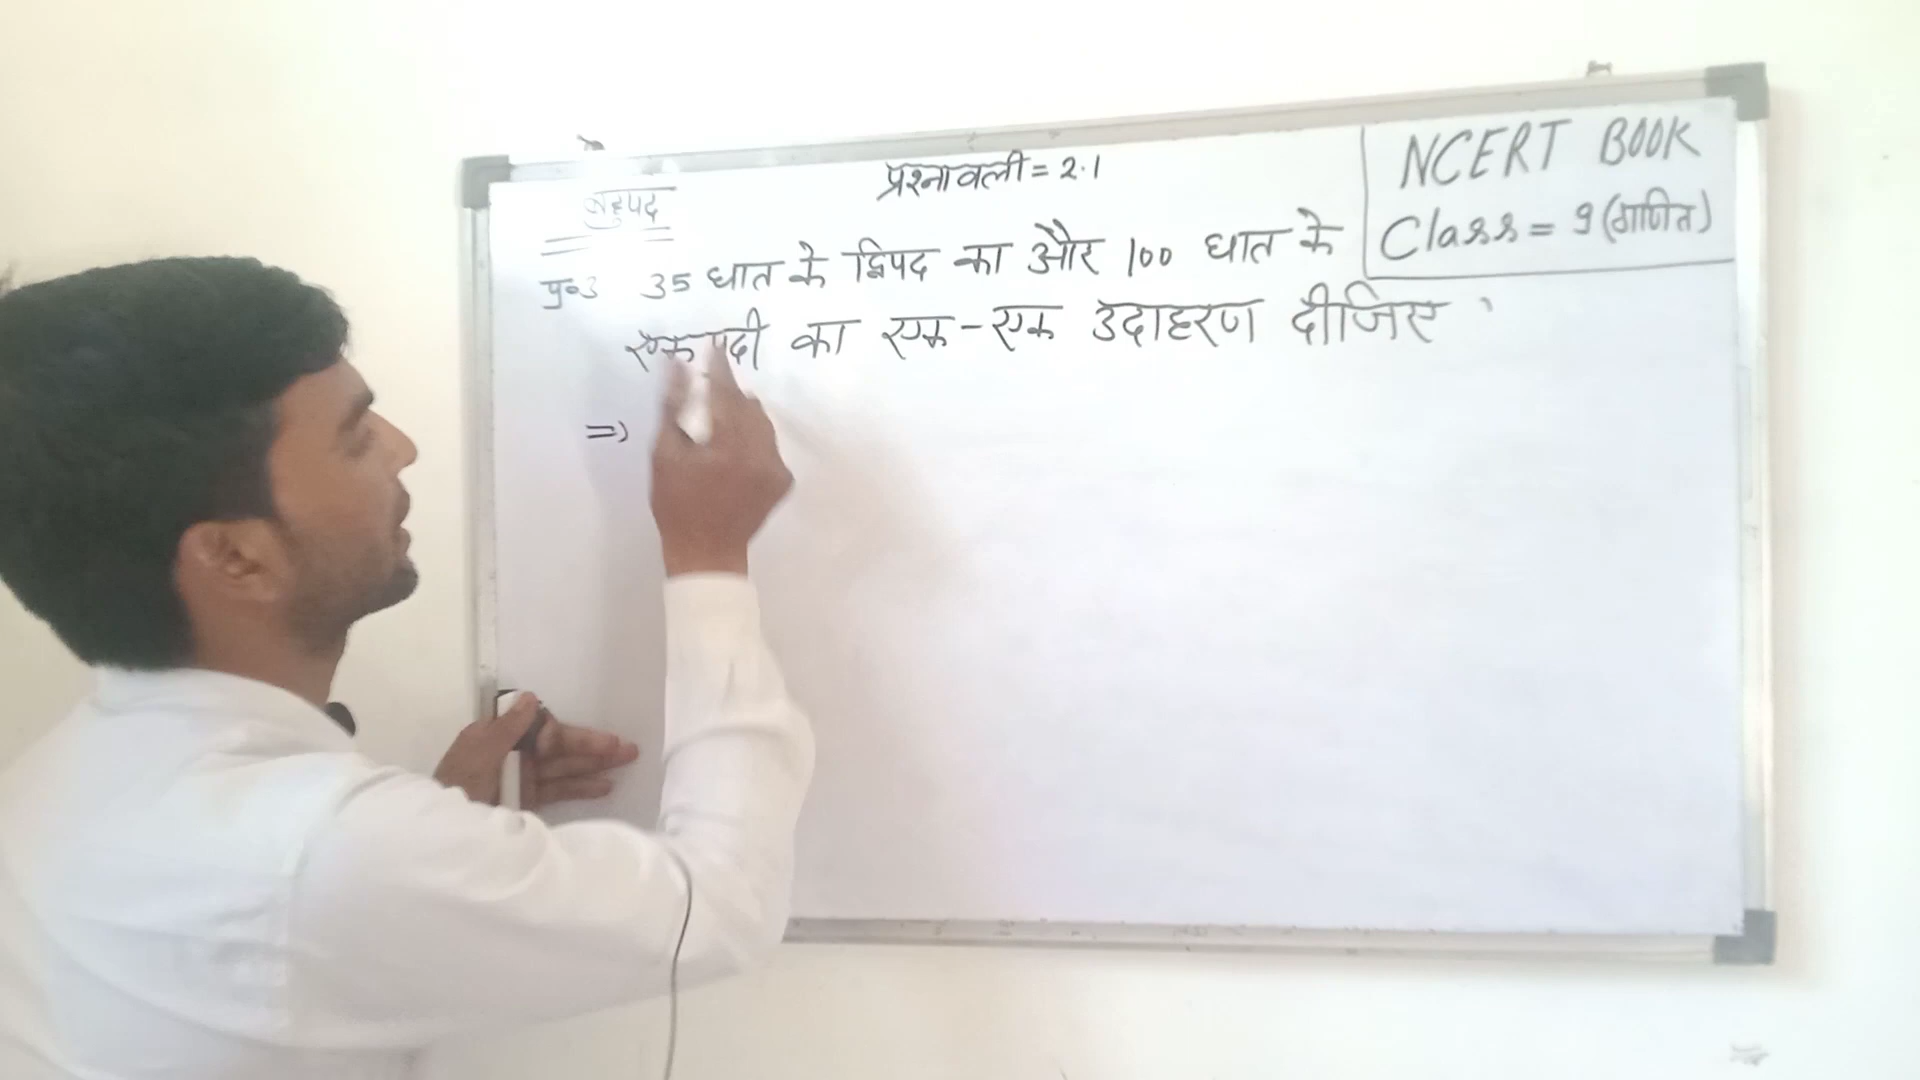 प्रश्नावली = 2.1
NCERT BOOK
Class = 9 (गणित)
बहुपद
प्र०3 35 घात के द्विपद का और 100 घात के
एकपदी का एक-एक उदाहरण दीजिए
=>